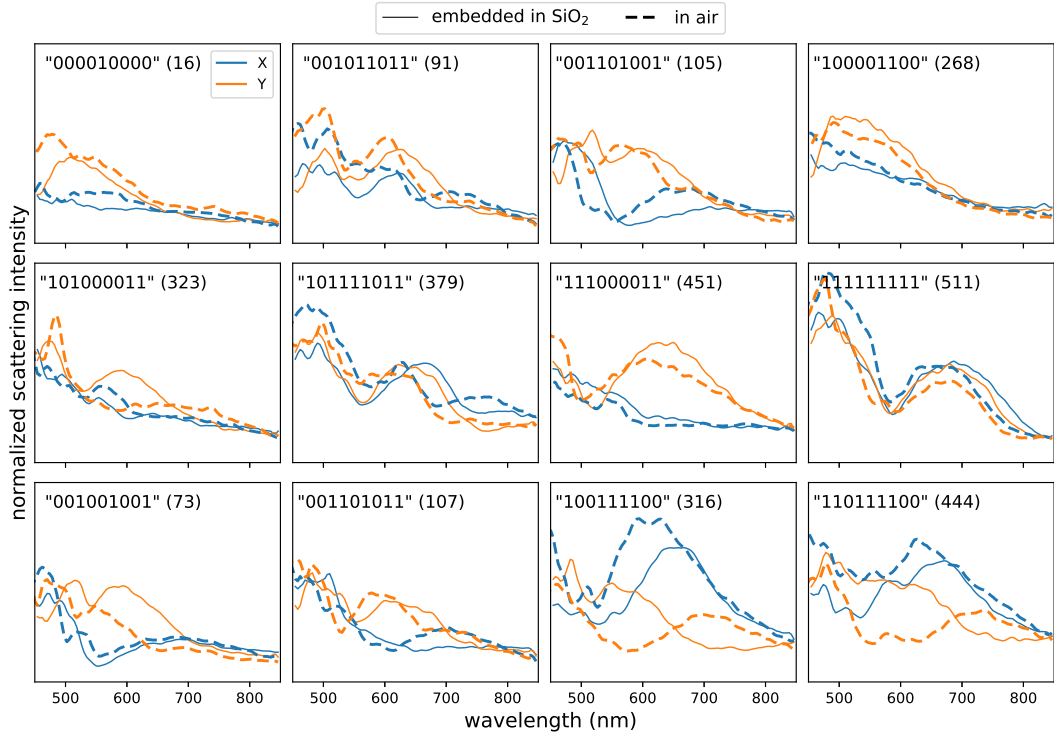 embedded in SiO₂ in air
"000010000" (16) "001011011" (91) "001101001" (105) "100001100" (268)
X
Y
"101000011" (323) "101111011" (379) "111000011" (451) "111111111" (511)
"001001001" (73) "001101011" (107) "100111100" (316) "110111100" (444)
normalized scattering intensity
500 600 700 800 500 600 700 800 500 600 700 800 500 600 700 800
wavelength (nm)